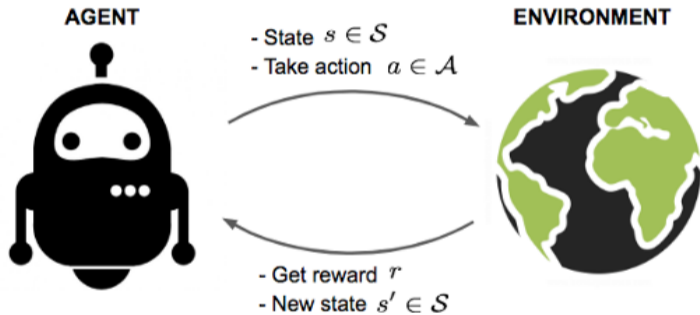 AGENT
ENVIRONMENT
- State s ∈ 𝒮
- Take action a ∈ 𝒜
- Get reward r
- New state s′ ∈ 𝒮